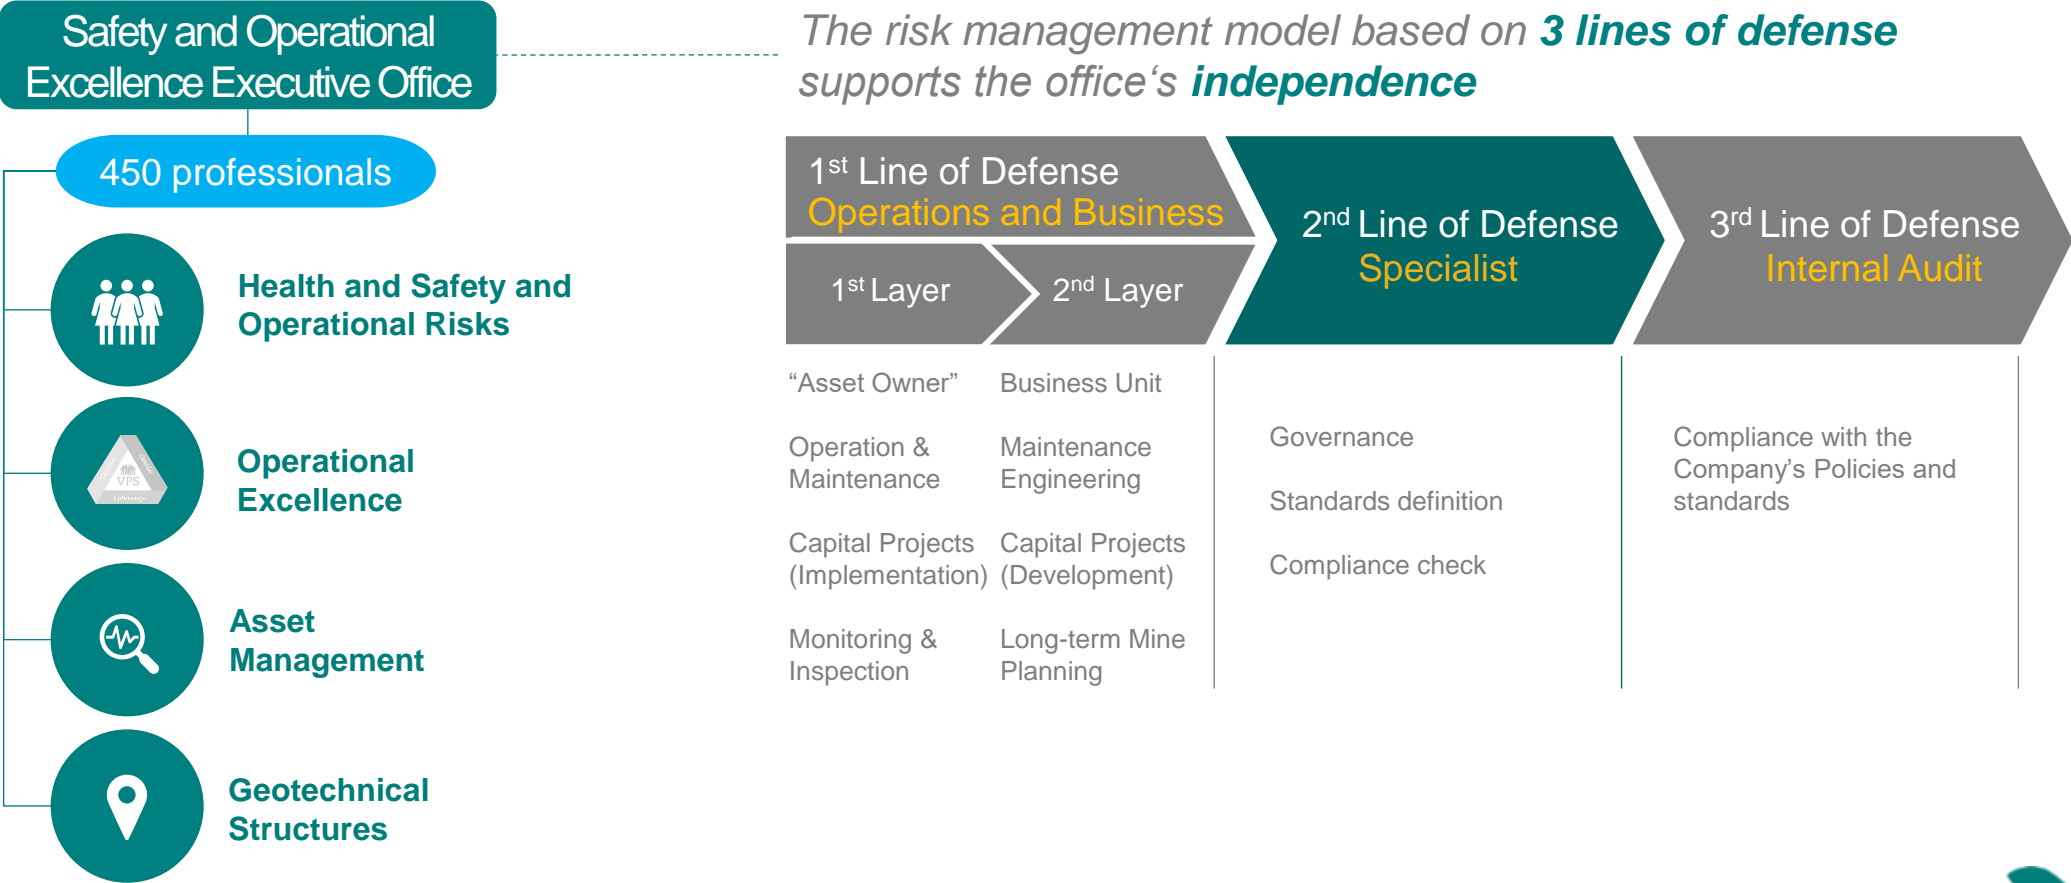 Safety and Operational
Excellence Executive Office
450 professionals
Health and Safety and
Operational Risks
VPS
Operational
Excellence
Asset
Management
Geotechnical
Structures
The risk management model based on 3 lines of defense
supports the office‘s independence
1st Line of Defense
Operations and Business
1st Layer
2nd Layer
2nd Line of Defense
Specialist
3rd Line of Defense
Internal Audit
“Asset Owner”
Operation &
Maintenance
Capital Projects
(Implementation)
Monitoring &
Inspection
Business Unit
Maintenance
Engineering
Capital Projects
(Development)
Long-term Mine
Planning
Governance
Standards definition
Compliance check
Compliance with the
Company’s Policies and
standards